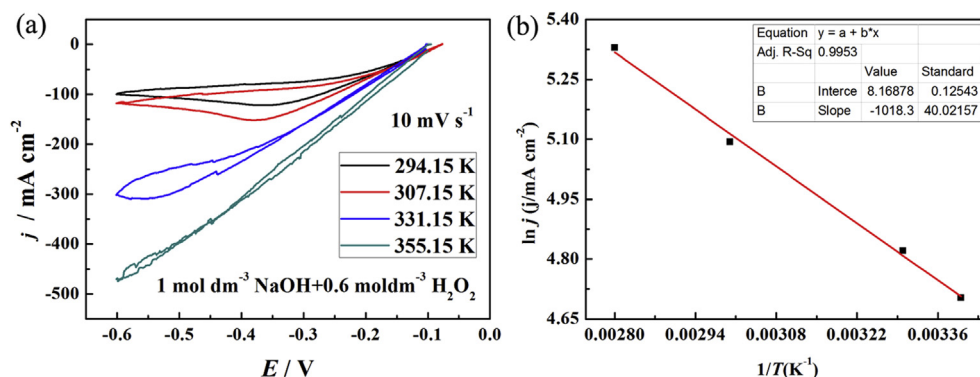 (a)
0
-100
-200
-300
-400
-500
j / mA cm-2
10 mV s-1
294.15 K
307.15 K
331.15 K
355.15 K
1 mol dm-3 NaOH+0.6 moldm-3 H2O2
-0.6 -0.5 -0.4 -0.3 -0.2 -0.1 0.0
E / V
(b)
5.40
5.25
5.10
4.95
4.80
4.65
ln j (j/mA cm-2)
Equation y = a + b*x
Adj. R-Sq 0.9953
Value Standard
B Interce 8.16878 0.12543
B Slope -1018.3 40.02157
0.00280 0.00294 0.00308 0.00322 0.00336
1/T(K-1)